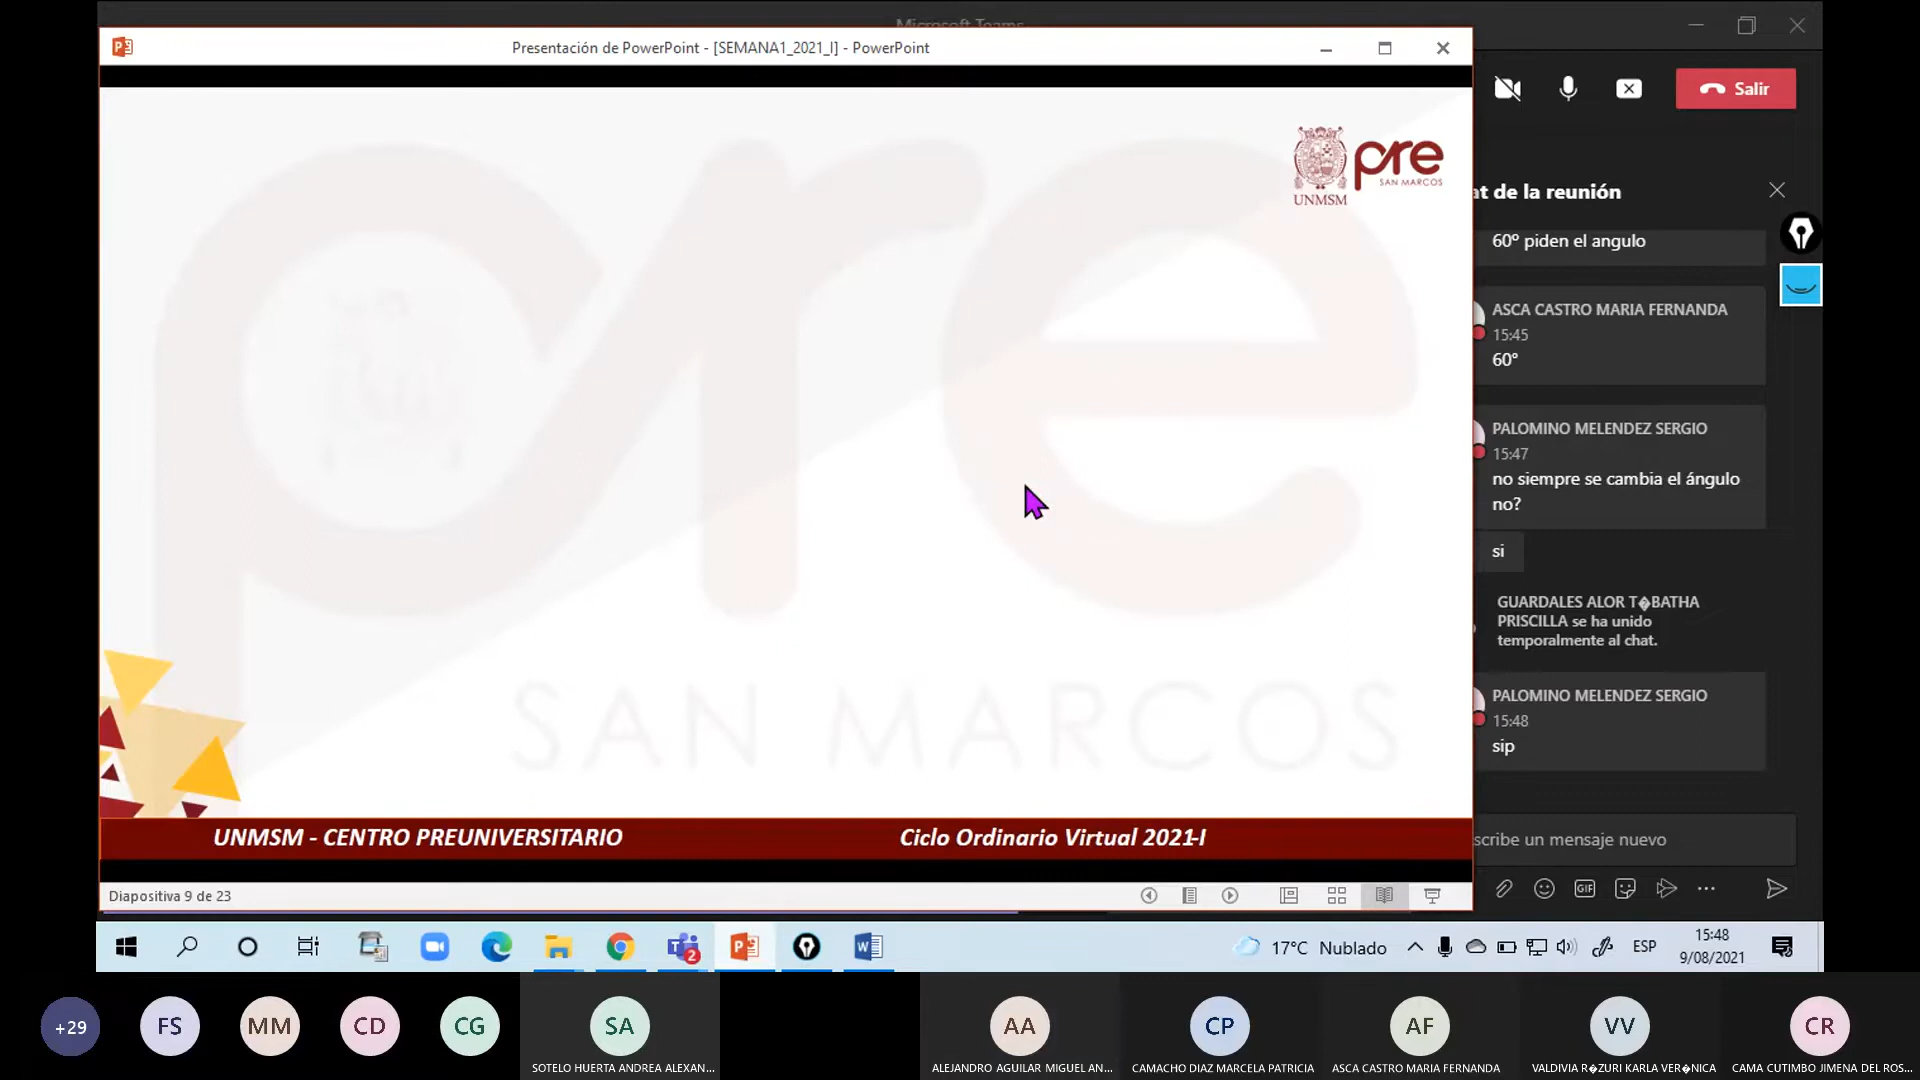 Microsoft Teams
Presentación de PowerPoint - [SEMANA1_2021_I] - PowerPoint
Salir
pre
SAN MARCOS
UNMSM
at de la reunión
60º piden el angulo
ASCA CASTRO MARIA FERNANDA
15:45
60°
PALOMINO MELENDEZ SERGIO
15:47
no siempre se cambia el ángulo
no?
si
GUARDALES ALOR T�BATHA
PRISCILLA se ha unido
temporalmente al chat.
PALOMINO MELENDEZ SERGIO
15:48
sip
pre
SAN MARCOS
UNMSM - CENTRO PREUNIVERSITARIO
Ciclo Ordinario Virtual 2021-I
scribe un mensaje nuevo
GIF
Diapositiva 9 de 23
2
17°C Nublado
ESP
15:48
9/08/2021
+29
FS
MM
CD
CG
SA
AA
CP
AF
VV
CR
SOTELO HUERTA ANDREA ALEXAN...
ALEJANDRO AGUILAR MIGUEL AN...
CAMACHO DIAZ MARCELA PATRICIA
ASCA CASTRO MARIA FERNANDA
VALDIVIA R�ZURI KARLA VER�NICA
CAMA CUTIMBO JIMENA DEL ROS...